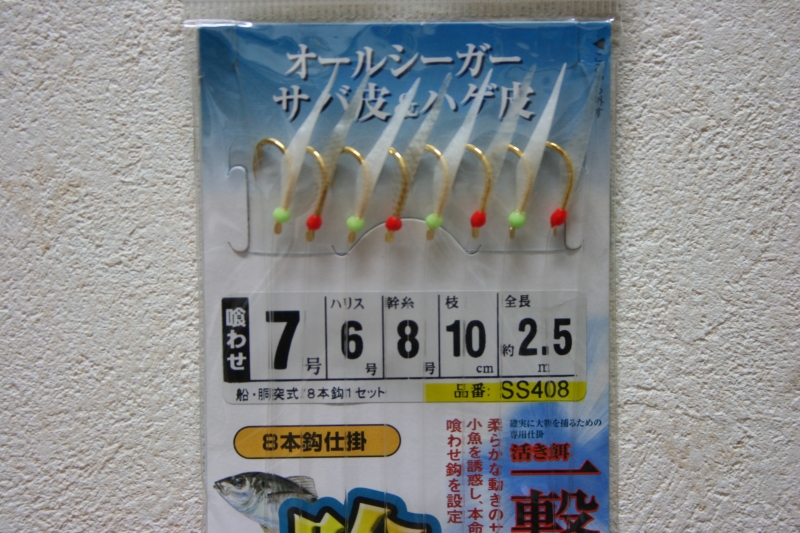 オールシーガー
サバ皮&ハゲ皮
喰わせ
7号
ハリス 6号
幹糸 8号
枝 10cm
全長 約2.5m
船・胴突式/8本鈎1セット
品番: SS408
8本鈎仕掛
確実に大物を捕るための
専用仕掛
活き餌
一撃
柔らかな動きのサ
小魚を誘惑し、本命
喰わせ鈎を設定